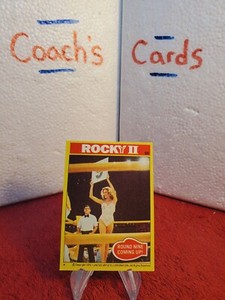 Coach's Cards
ROCKY II
ROUND NINE
COMING UP!